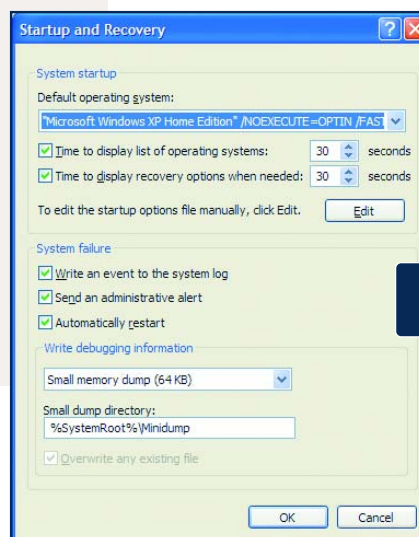 Startup and Recovery
System startup
Default operating system:
"Microsoft Windows XP Home Edition" /NOEXECUTE=OPTIN /FAST
Time to display list of operating systems: 30 seconds
Time to display recovery options when needed: 30 seconds
To edit the startup options file manually, click Edit. Edit
System failure
Write an event to the system log
Send an administrative alert
Automatically restart
Write debugging information
Small memory dump (64 KB)
Small dump directory:
%SystemRoot%\Minidump
Overwrite any existing file
OK Cancel